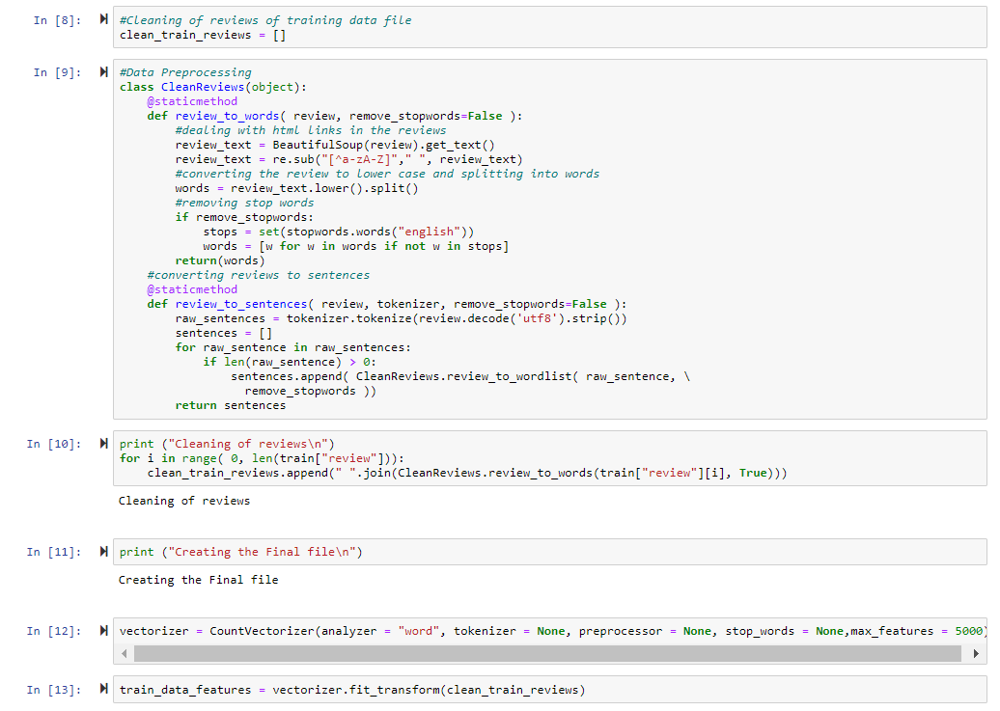 In [8]: #Cleaning of reviews of training data file
clean_train_reviews = []
In [9]: #Data Preprocessing
class CleanReviews(object):
    @staticmethod
    def review_to_words( review, remove_stopwords=False ):
        #dealing with html links in the reviews
        review_text = BeautifulSoup(review).get_text()
        review_text = re.sub("[^a-zA-Z]"," ", review_text)
        #converting the review to lower case and splitting into words
        words = review_text.lower().split()
        #removing stop words
        if remove_stopwords:
            stops = set(stopwords.words("english"))
            words = [w for w in words if not w in stops]
        return(words)
    #converting reviews to sentences
    @staticmethod
    def review_to_sentences( review, tokenizer, remove_stopwords=False ):
        raw_sentences = tokenizer.tokenize(review.decode('utf8').strip())
        sentences = []
        for raw_sentence in raw_sentences:
            if len(raw_sentence) > 0:
                sentences.append( CleanReviews.review_to_wordlist( raw_sentence, \
                  remove_stopwords ))
        return sentences
In [10]: print ("Cleaning of reviews\n")
for i in range( 0, len(train["review"])):
    clean_train_reviews.append(" ".join(CleanReviews.review_to_words(train["review"][i], True)))
Cleaning of reviews
In [11]: print ("Creating the Final file\n")
Creating the Final file
In [12]: vectorizer = CountVectorizer(analyzer = "word", tokenizer = None, preprocessor = None, stop_words = None,max_features = 5000)
In [13]: train_data_features = vectorizer.fit_transform(clean_train_reviews)